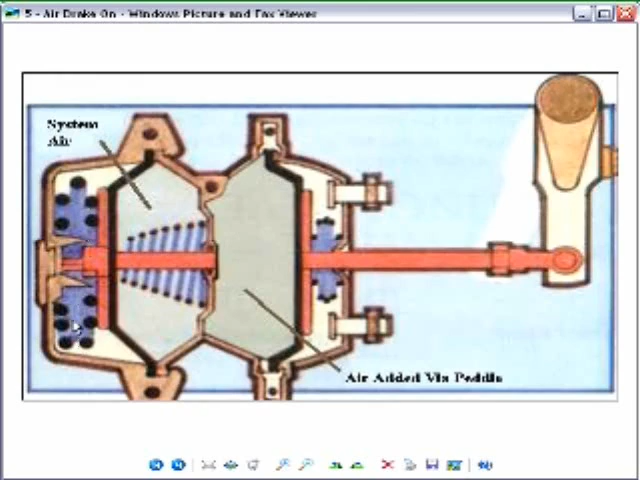 5 - Air Brake On - Windows Picture and Fax Viewer
System
Air
Air Added Via Peddle